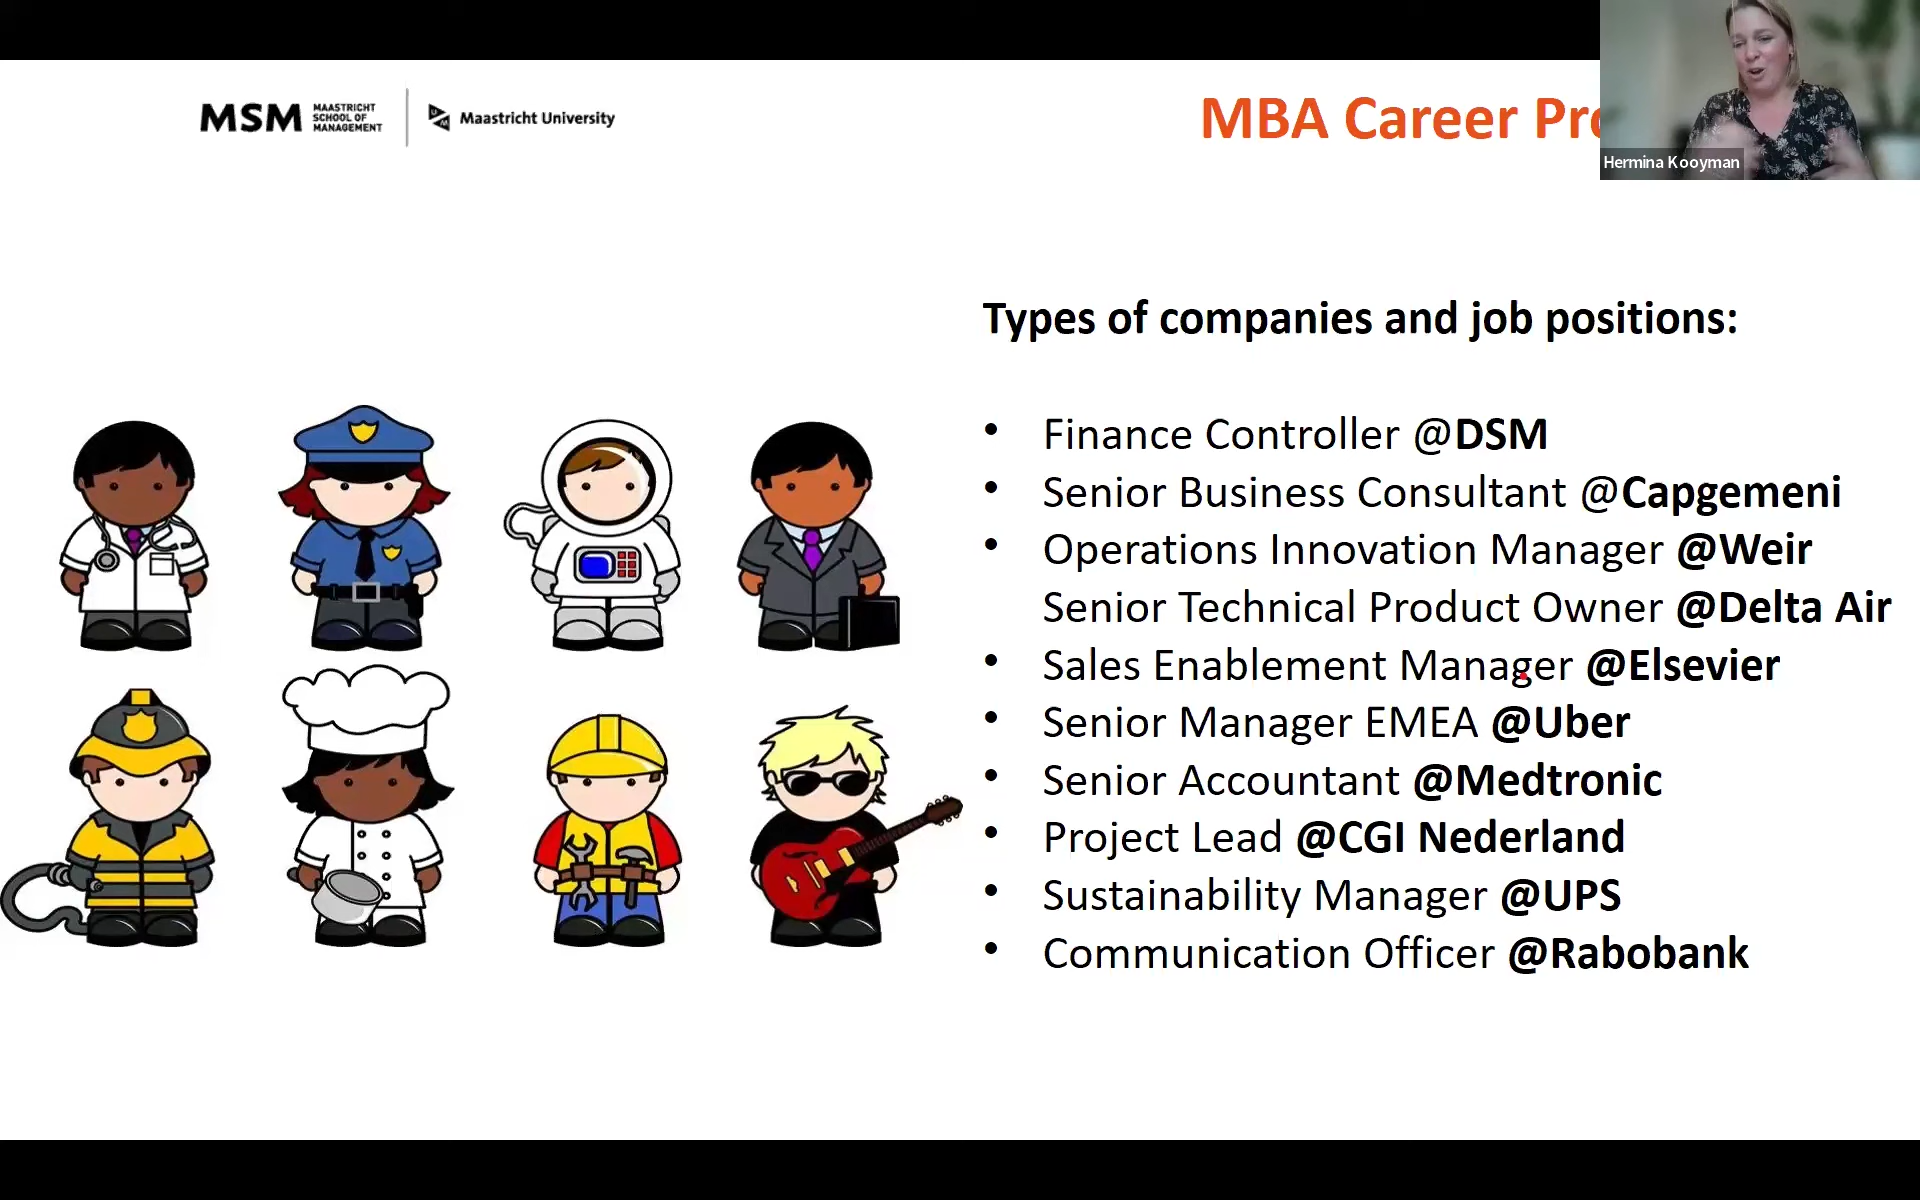 MSM
MAASTRICHT
SCHOOL OF
MANAGEMENT
Maastricht University
MBA Career
Hermina Kooyman
Types of companies and job positions:
• Finance Controller @DSM
• Senior Business Consultant @Capgemeni
• Operations Innovation Manager @Weir
Senior Technical Product Owner @Delta Air
• Sales Enablement Manager @Elsevier
• Senior Manager EMEA @Uber
• Senior Accountant @Medtronic
• Project Lead @CGI Nederland
• Sustainability Manager @UPS
• Communication Officer @Rabobank